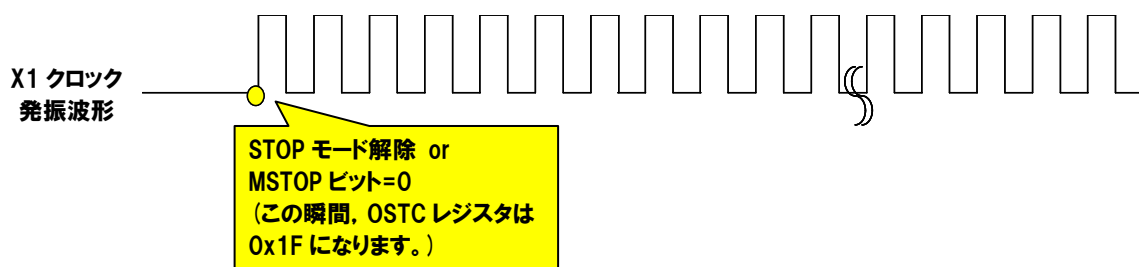 X1 クロック
発振波形
STOP モード解除 or
MSTOP ビット=0
(この瞬間, OSTC レジスタは
0x1F になります。)